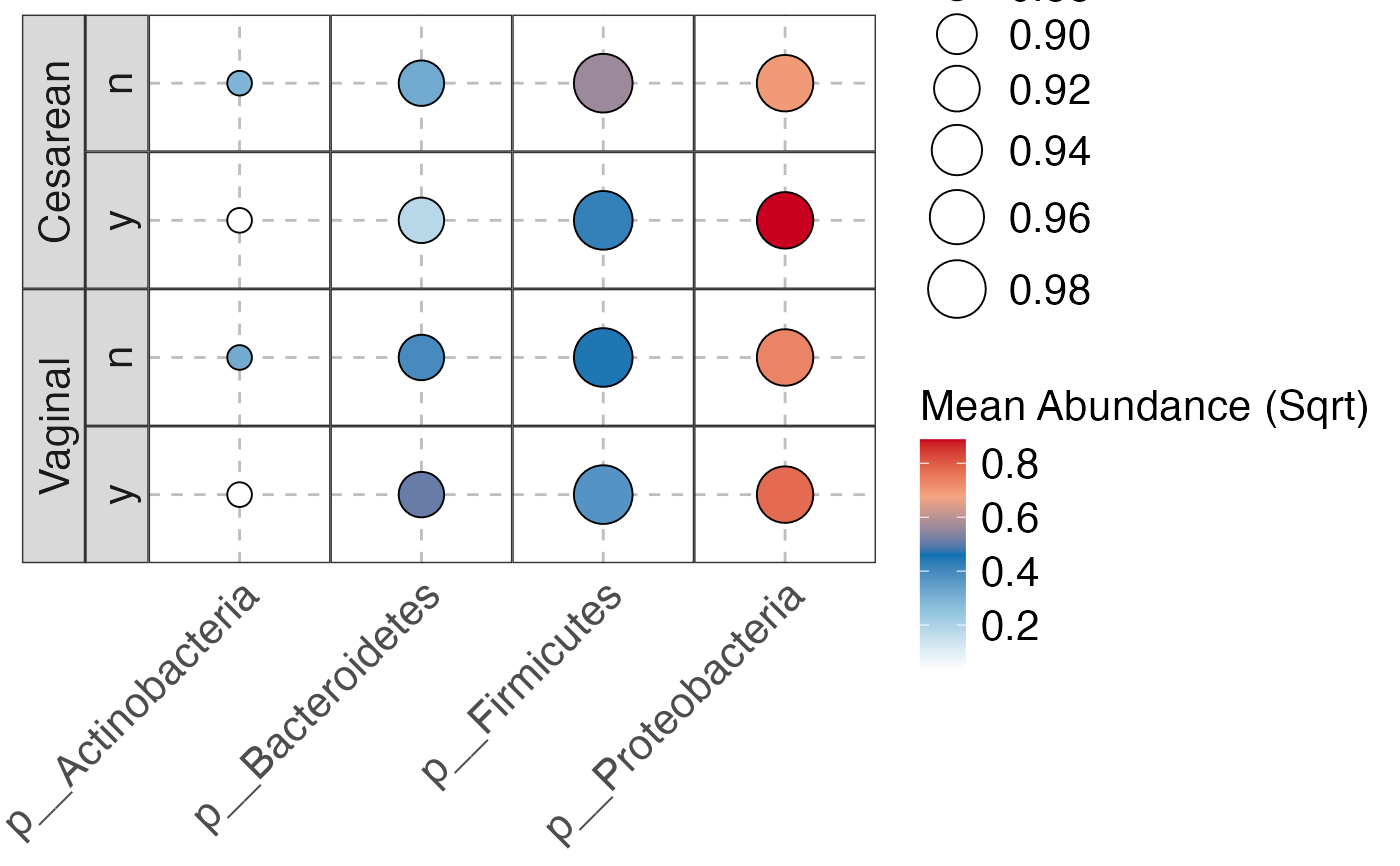 Cesarean
n
y
Vaginal
n
y
p__Actinobacteria
p__Bacteroidetes
p__Firmicutes
p__Proteobacteria
0.90
0.92
0.94
0.96
0.98
Mean Abundance (Sqrt)
0.8
0.6
0.4
0.2